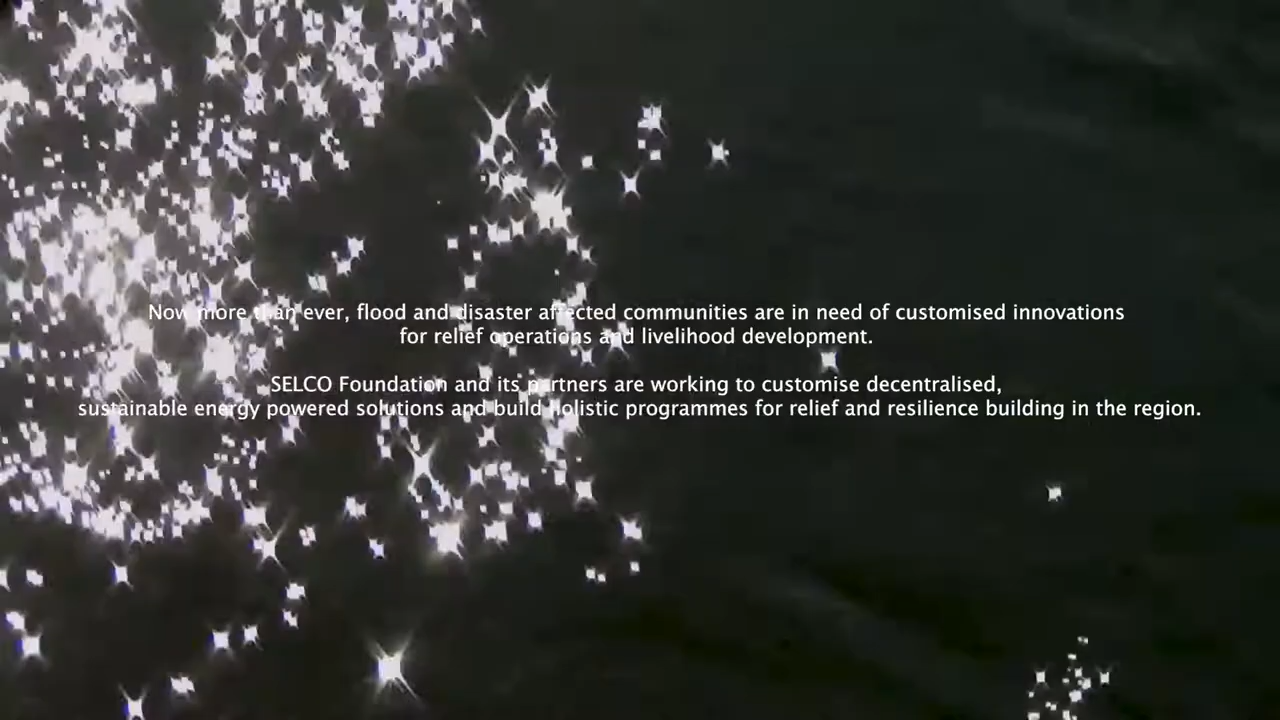 Now more than ever, flood and disaster affected communities are in need of customised innovations
for relief operations and livelihood development.
SELCO Foundation and its partners are working to customise decentralised,
sustainable energy powered solutions and build holistic programmes for relief and resilience building in the region.